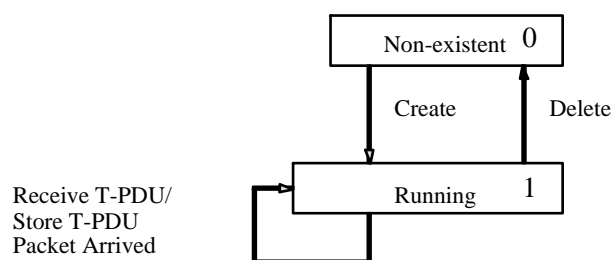 Non-existent 0
Create
Delete
Running 1
Receive T-PDU/
Store T-PDU
Packet Arrived